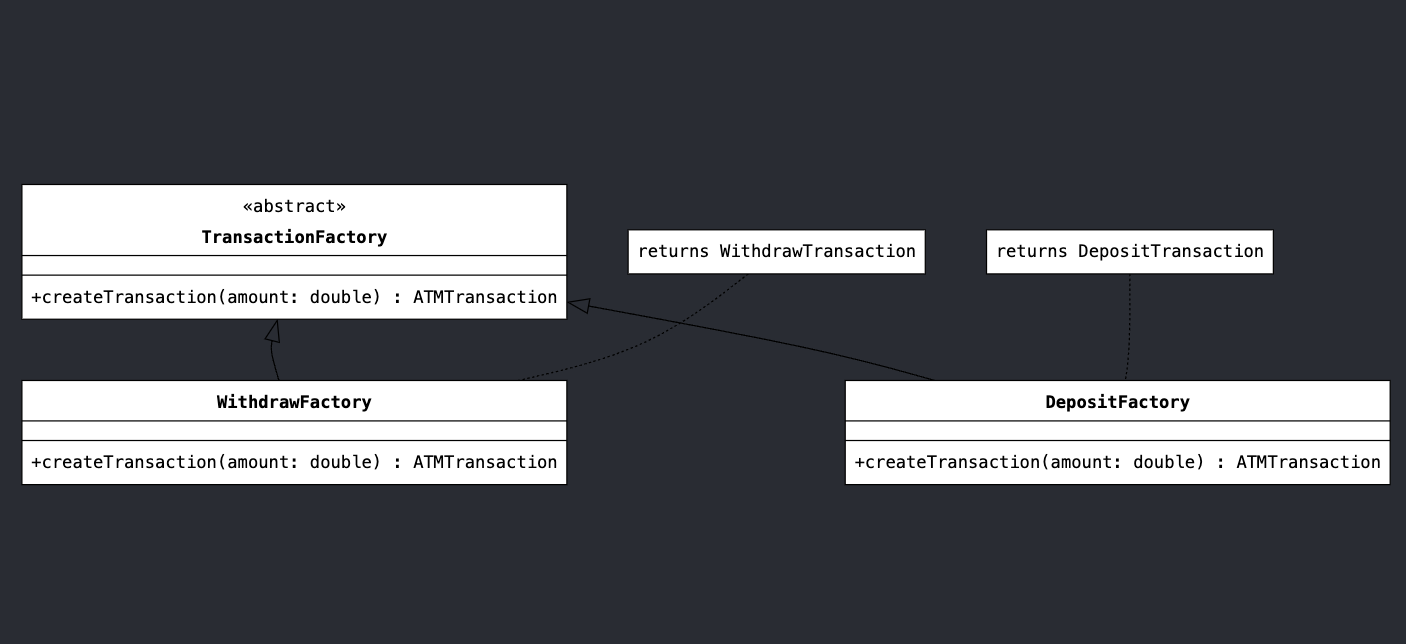 «abstract»
TransactionFactory
+createTransaction(amount: double) : ATMTransaction
returns WithdrawTransaction
returns DepositTransaction
WithdrawFactory
+createTransaction(amount: double) : ATMTransaction
DepositFactory
+createTransaction(amount: double) : ATMTransaction